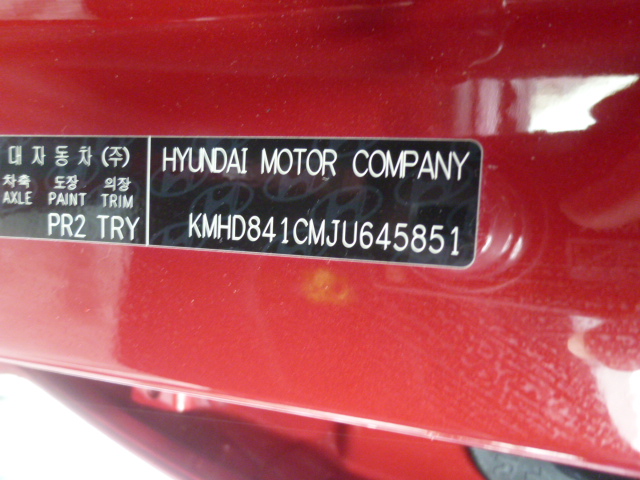 대자동차(주)
차축 도장 의장
AXLE PAINT TRIM
PR2 TRY
HYUNDAI MOTOR COMPANY
KMHD841CMJU645851